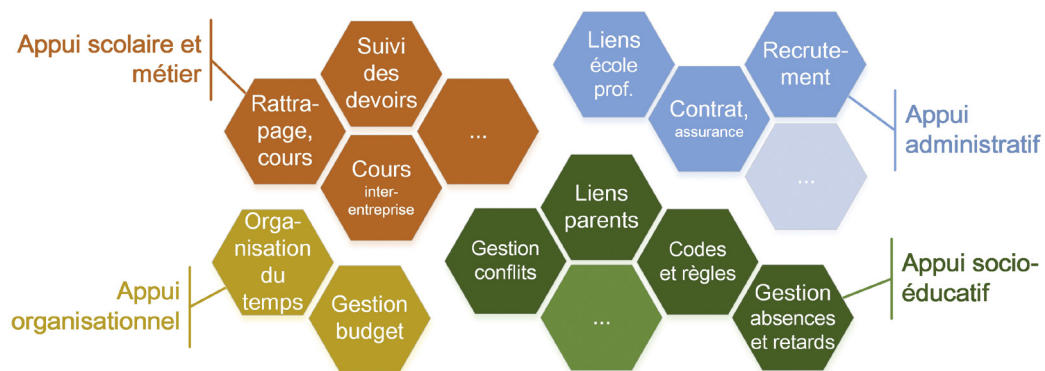 Appui scolaire et
métier
Suivi
des
devoirs
Rattra-
page,
cours
...
Cours
inter-
entreprise
Liens
école
prof.
Recrute-
ment
Contrat,
assurance
...
Appui
administratif
Orga-
nisation
du
temps
Gestion
budget
Appui
organisationnel
Liens
parents
Gestion
conflits
Codes
et règles
...
Gestion
absences
et retards
Appui socio-
éducatif